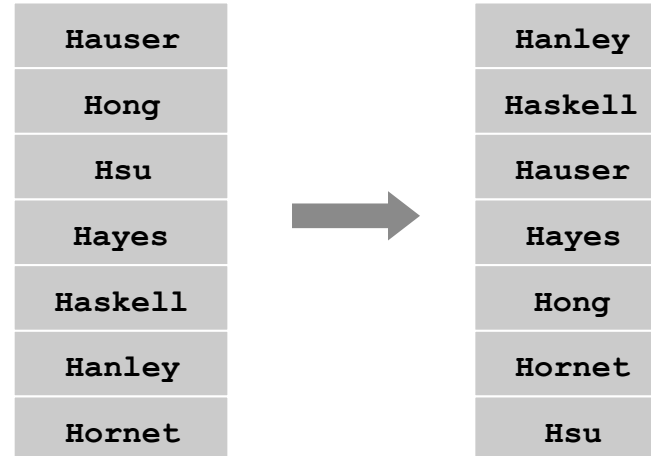 Hauser
Hong
Hsu
Hayes
Haskell
Hanley
Hornet
Hanley
Haskell
Hauser
Hayes
Hong
Hornet
Hsu